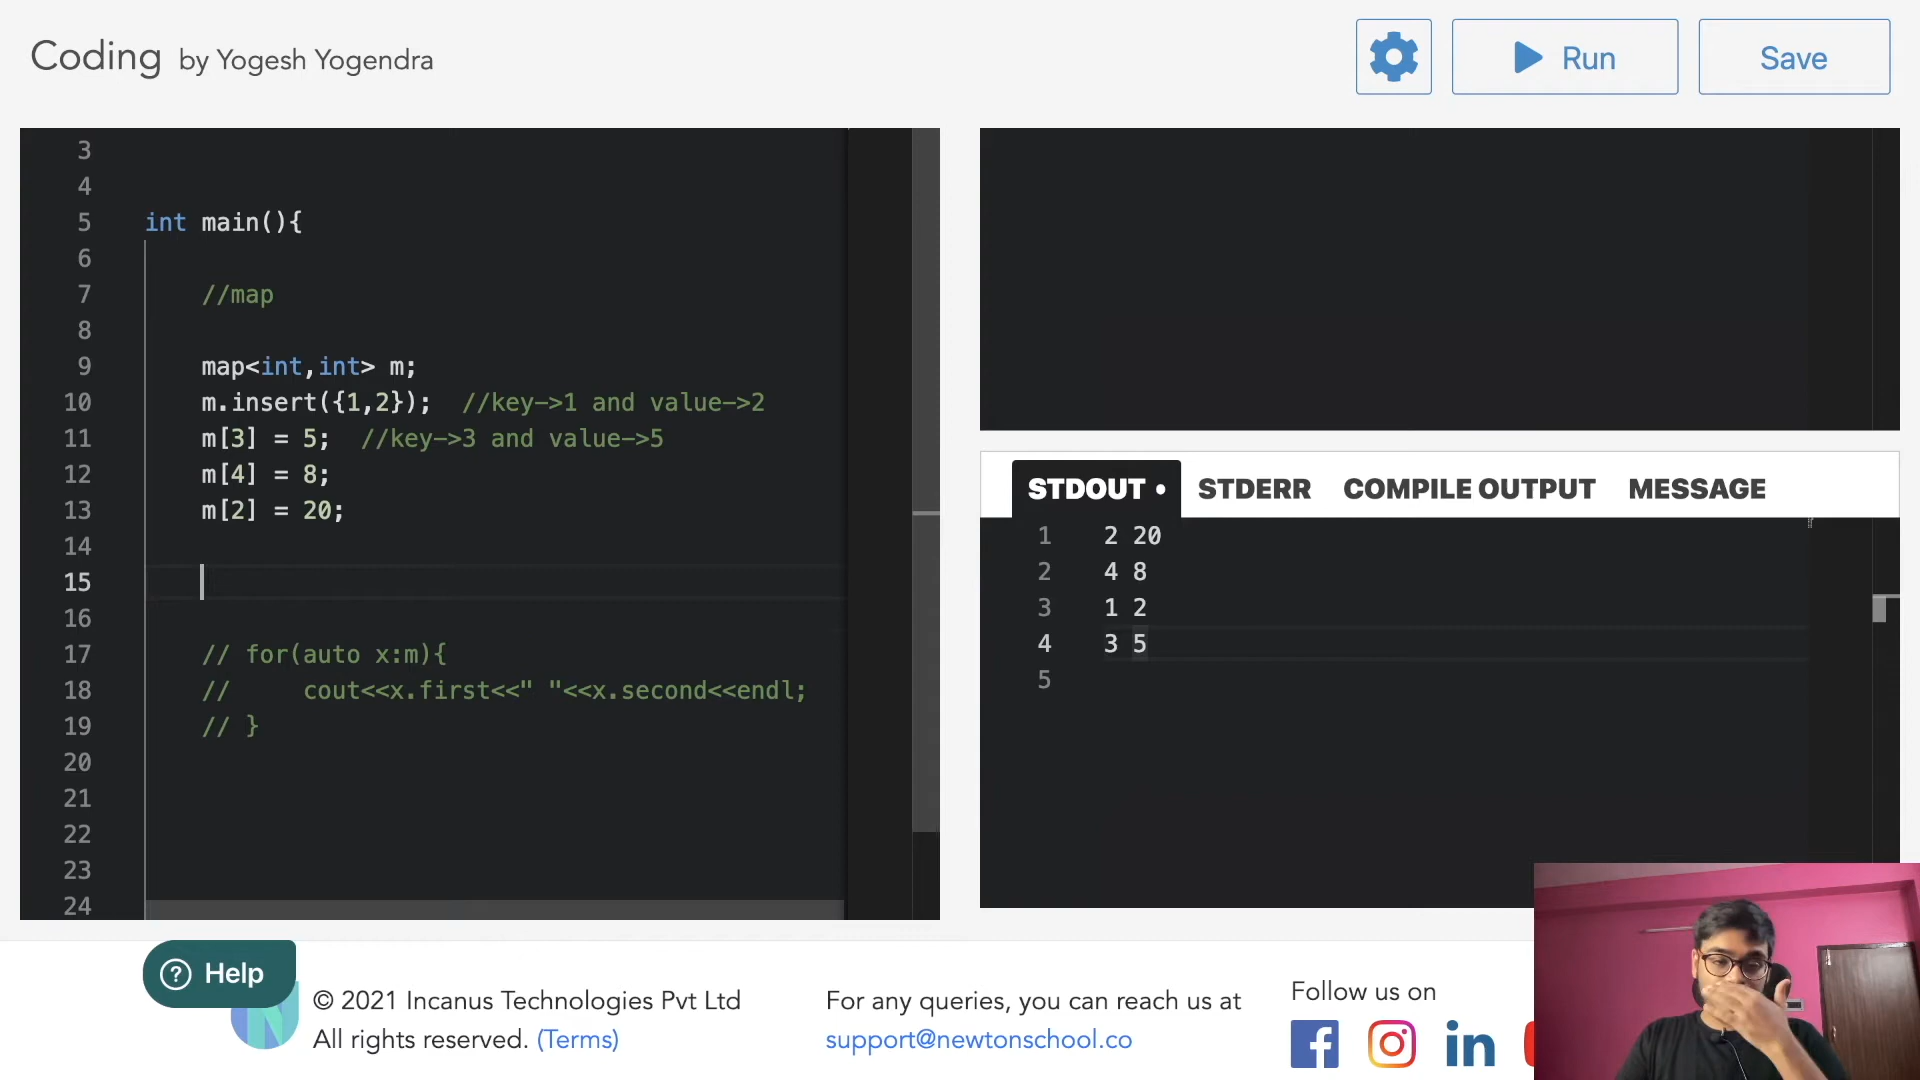 Coding by Yogesh Yogendra
Run
Save
3
4
5 int main(){
6
7 //map
8
9 map<int,int> m;
10 m.insert({1,2}); //key->1 and value->2
11 m[3] = 5; //key->3 and value->5
12 m[4] = 8;
13 m[2] = 20;
14
15
16
17 // for(auto x:m){
18 // cout<<x.first<<" "<<x.second<<endl;
19 // }
20
21
22
23
24
STDOUT • STDERR COMPILE OUTPUT MESSAGE
1 2 20
2 4 8
3 1 2
4 3 5
5
? Help
© 2021 Incanus Technologies Pvt Ltd
All rights reserved. (Terms)
For any queries, you can reach us at
support@newtonschool.co
Follow us on
f
in